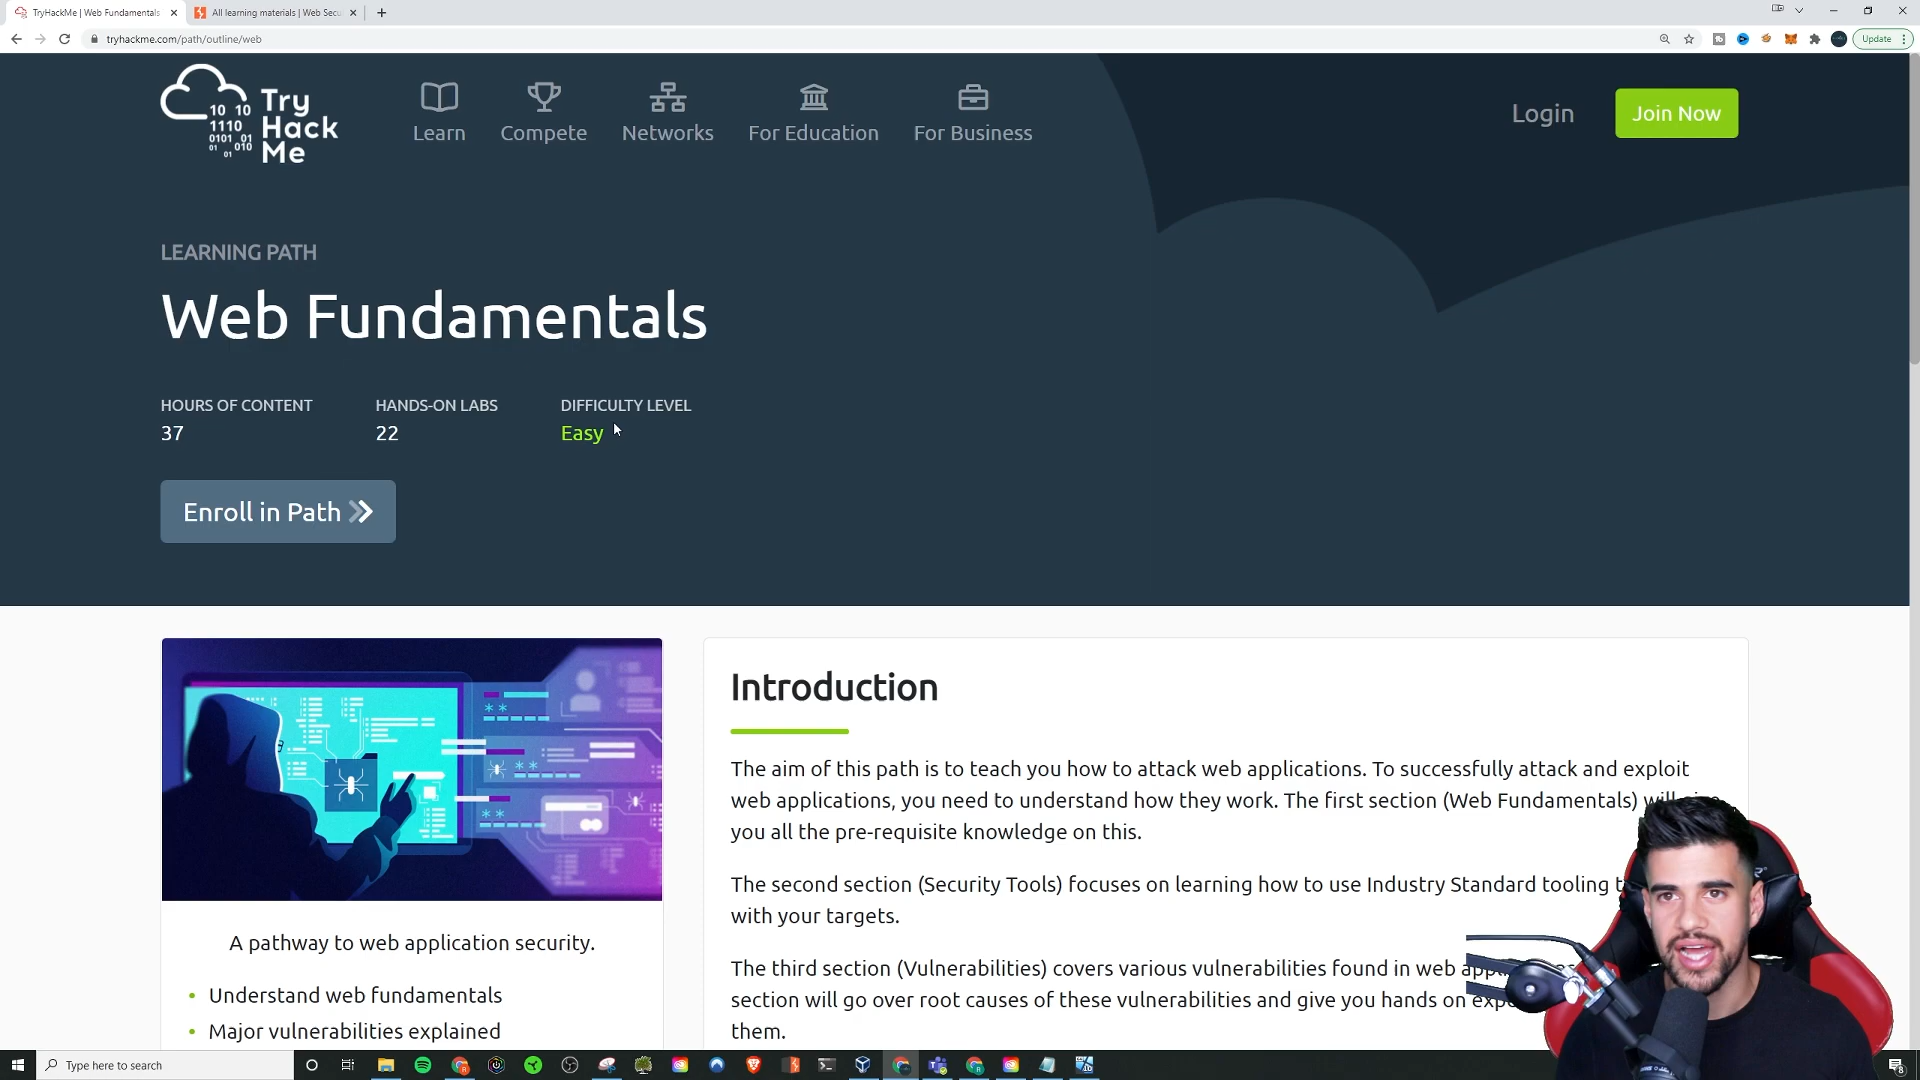 TryHackMe | Web Fundamentals
All learning materials | Web Secu
tryhackme.com/path/outline/web
Update
10 10
1110
0101 01
01 010
01
Try
Hack
Me
Learn
Compete
Networks
For Education
For Business
Login
Join Now
LEARNING PATH
Web Fundamentals
HOURS OF CONTENT
37
HANDS-ON LABS
22
DIFFICULTY LEVEL
Easy
Enroll in Path
A pathway to web application security.
Understand web fundamentals
Major vulnerabilities explained
Introduction
The aim of this path is to teach you how to attack web applications. To successfully attack and exploit
web applications, you need to understand how they work. The first section (Web Fundamentals) will give
you all the pre-requisite knowledge on this.
The second section (Security Tools) focuses on learning how to use Industry Standard tooling
with your targets.
The third section (Vulnerabilities) covers various vulnerabilities found in web
section will go over root causes of these vulnerabilities and give you hands on
them.
Type here to search
8